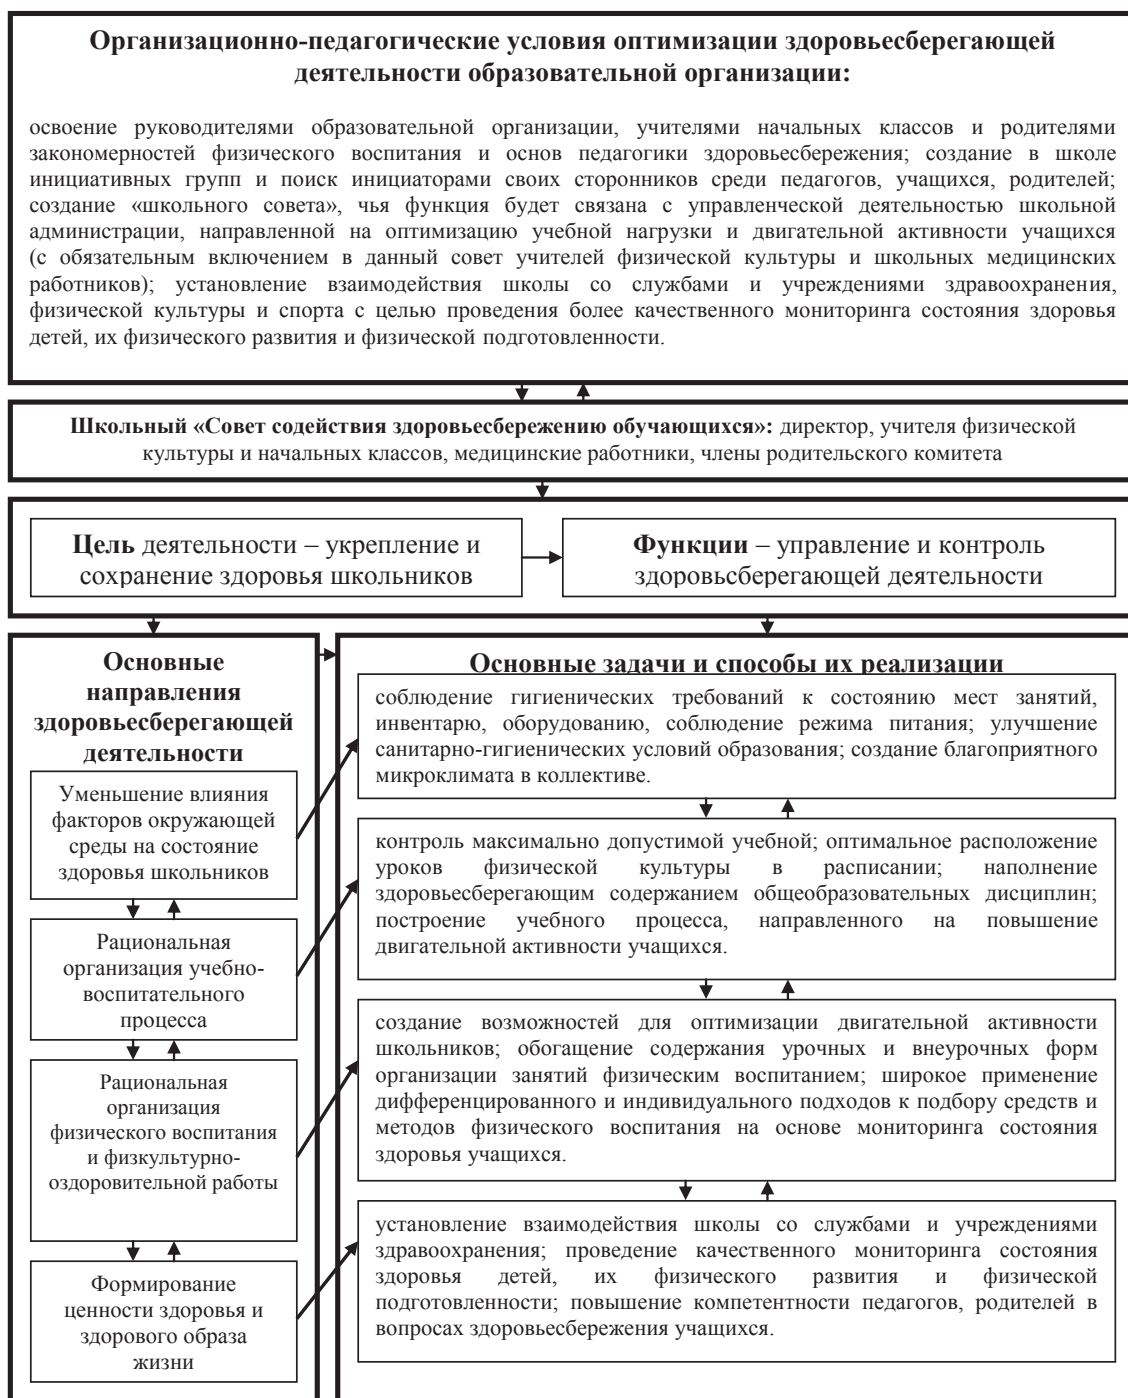 Организационно-педагогические условия оптимизации здоровьесберегающей
деятельности образовательной организации:
освоение руководителями образовательной организации, учителями начальных классов и родителями
закономерностей физического воспитания и основ педагогики здоровьесбережения; создание в школе
инициативных групп и поиск инициаторами своих сторонников среди педагогов, учащихся, родителей;
создание «школьного совета», чья функция будет связана с управленческой деятельностью школьной
администрации, направленной на оптимизацию учебной нагрузки и двигательной активности учащихся
(с обязательным включением в данный совет учителей физической культуры и школьных медицинских
работников); установление взаимодействия школы со службами и учреждениями здравоохранения,
физической культуры и спорта с целью проведения более качественного мониторинга состояния здоровья
детей, их физического развития и физической подготовленности.
Школьный «Совет содействия здоровьесбережению обучающихся»: директор, учителя физической
культуры и начальных классов, медицинские работники, члены родительского комитета
Цель деятельности – укрепление и
сохранение здоровья школьников
Функции – управление и контроль
здоровьсберегающей деятельности
Основные
направления
здоровьесберегающей
деятельности
Уменьшение влияния
факторов окружающей
среды на состояние
здоровья школьников
Рациональная
организация учебно-
воспитательного
процесса
Рациональная
организация
физического воспитания
и физкультурно-
оздоровительной работы
Формирование
ценности здоровья и
здорового образа
жизни
Основные задачи и способы их реализации
соблюдение гигиенических требований к состоянию мест занятий,
инвентарю, оборудованию, соблюдение режима питания; улучшение
санитарно-гигиенических условий образования; создание благоприятного
микроклимата в коллективе.
контроль максимально допустимой учебной; оптимальное расположение
уроков физической культуры в расписании; наполнение
здоровьесберегающим содержанием общеобразовательных дисциплин;
построение учебного процесса, направленного на повышение
двигательной активности учащихся.
создание возможностей для оптимизации двигательной активности
школьников; обогащение содержания урочных и внеурочных форм
организации занятий физическим воспитанием; широкое применение
дифференцированного и индивидуального подходов к подбору средств и
методов физического воспитания на основе мониторинга состояния
здоровья учащихся.
установление взаимодействия школы со службами и учреждениями
здравоохранения; проведение качественного мониторинга состояния
здоровья детей, их физического развития и физической
подготовленности; повышение компетентности педагогов, родителей в
вопросах здоровьесбережения учащихся.